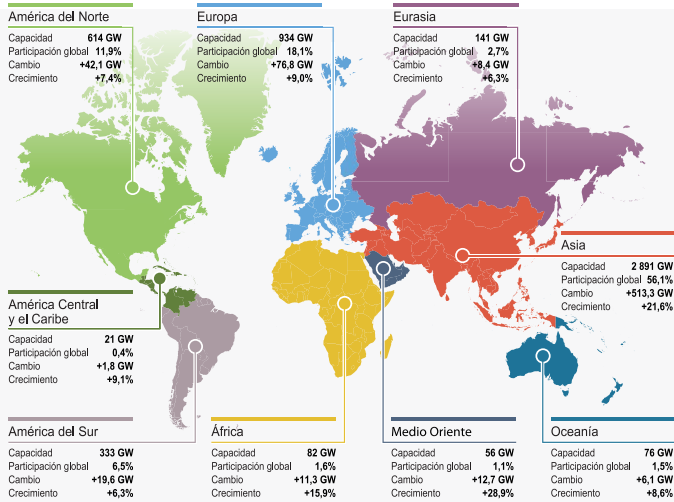 América del Norte
Capacidad 614 GW
Participación global 11,9%
Cambio +42,1 GW
Crecimiento +7,4%
Europa
Capacidad 934 GW
Participación global 18,1%
Cambio +76,8 GW
Crecimiento +9,0%
Eurasia
Capacidad 141 GW
Participación global 2,7%
Cambio +8,4 GW
Crecimiento +6,3%
Asia
Capacidad 2 891 GW
Participación global 56,1%
Cambio +513,3 GW
Crecimiento +21,6%
América Central
y el Caribe
Capacidad 21 GW
Participación global 0,4%
Cambio +1,8 GW
Crecimiento +9,1%
América del Sur
Capacidad 333 GW
Participación global 6,5%
Cambio +19,6 GW
Crecimiento +6,3%
África
Capacidad 82 GW
Participación global 1,6%
Cambio +11,3 GW
Crecimiento +15,9%
Medio Oriente
Capacidad 56 GW
Participación global 1,1%
Cambio +12,7 GW
Crecimiento +28,9%
Oceanía
Capacidad 76 GW
Participación global 1,5%
Cambio +6,1 GW
Crecimiento +8,6%